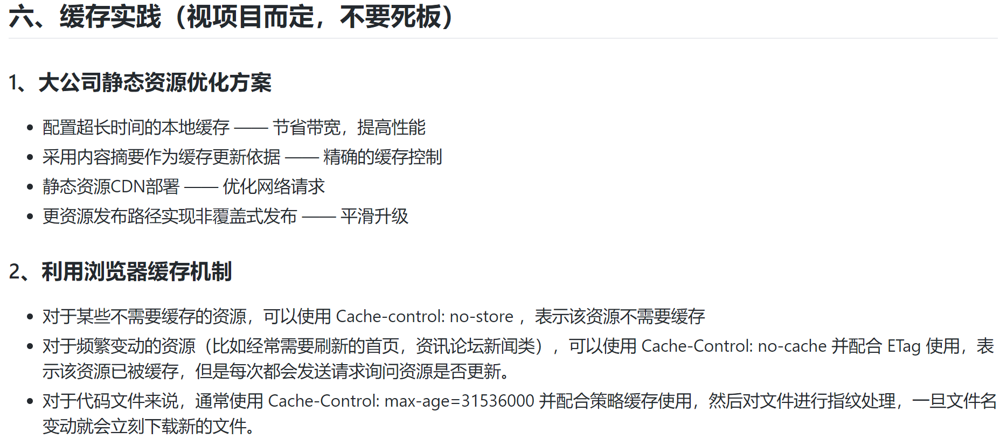 六、缓存实践（视项目而定，不要死板）
1、大公司静态资源优化方案
配置超长时间的本地缓存 —— 节省带宽，提高性能
采用内容摘要作为缓存更新依据 —— 精确的缓存控制
静态资源CDN部署 —— 优化网络请求
更资源发布路径实现非覆盖式发布 —— 平滑升级
2、利用浏览器缓存机制
对于某些不需要缓存的资源，可以使用 Cache-control: no-store ，表示该资源不需要缓存
对于频繁变动的资源（比如经常需要刷新的首页，资讯论坛新闻类），可以使用 Cache-Control: no-cache 并配合 ETag 使用，表
示该资源已被缓存，但是每次都会发送请求询问资源是否更新。
对于代码文件来说，通常使用 Cache-Control: max-age=31536000 并配合策略缓存使用，然后对文件进行指纹处理，一旦文件名
变动就会立刻下载新的文件。